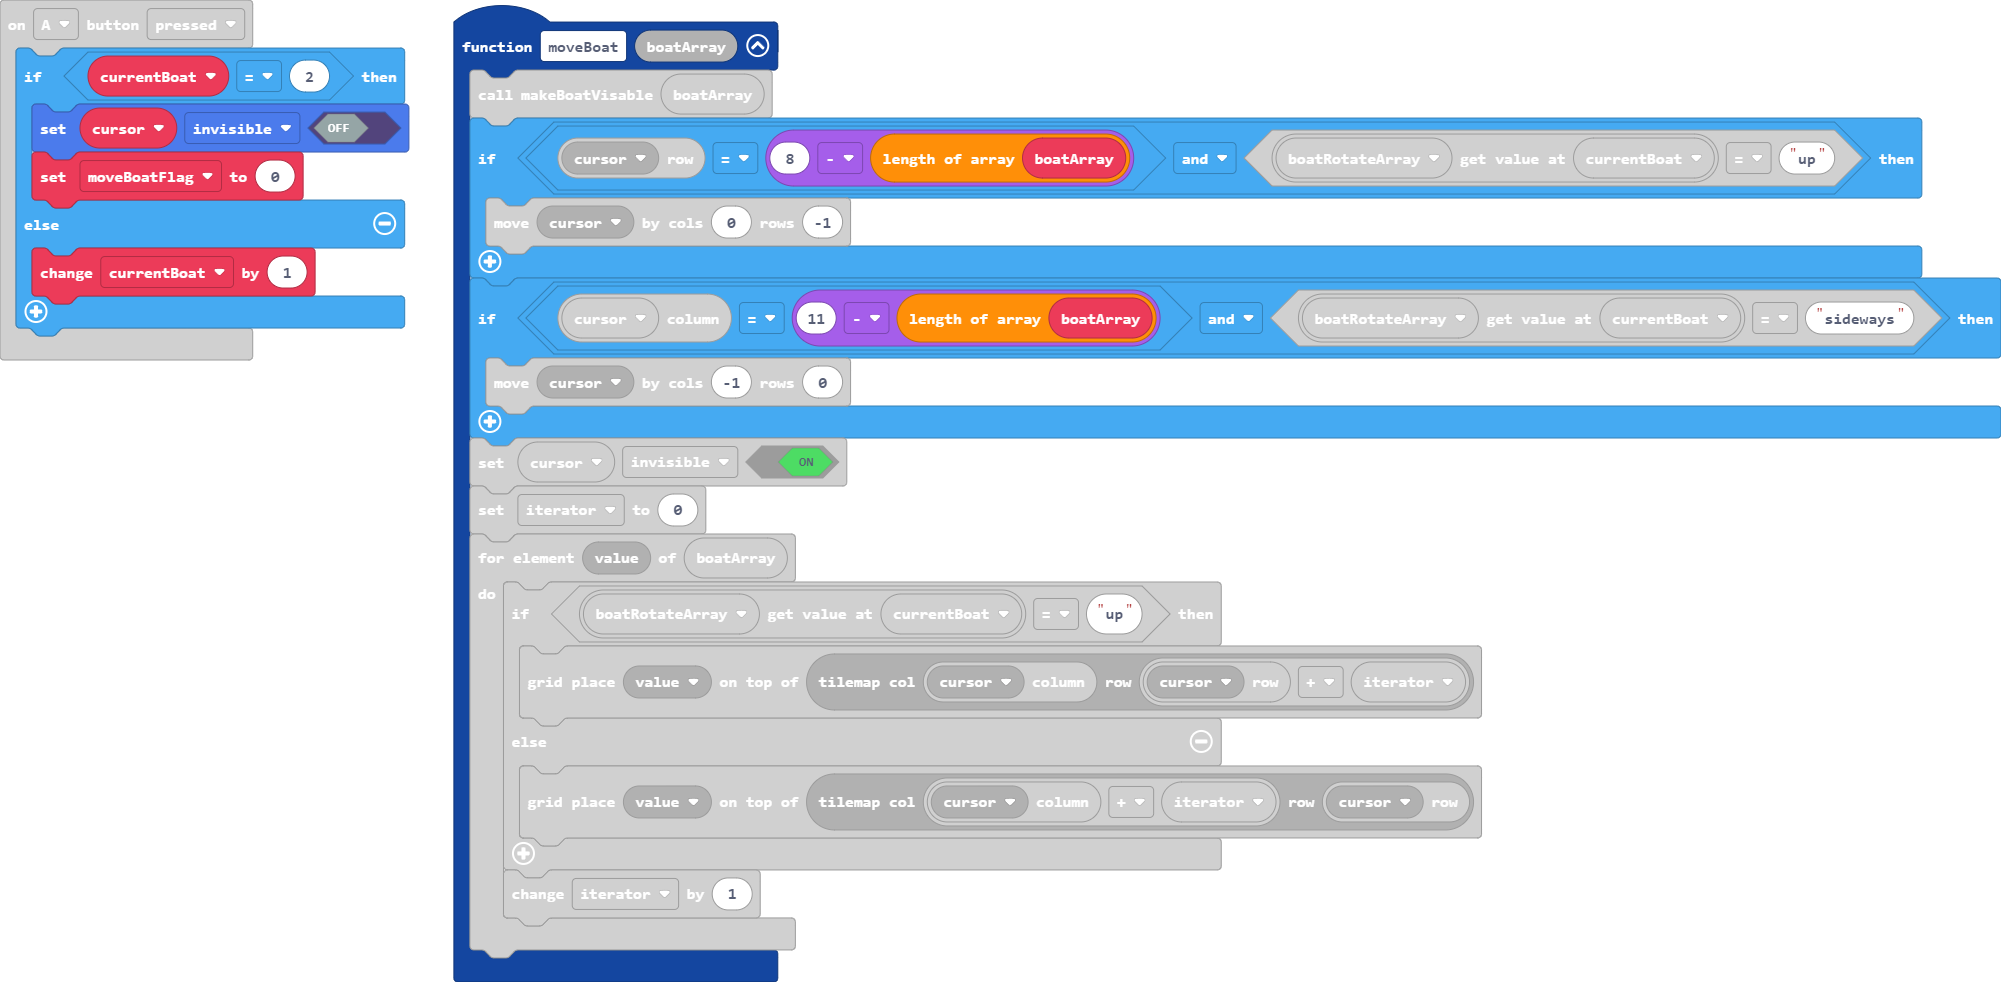 on A button pressed
if currentBoat = 2 then
set cursor invisible OFF
set moveBoatFlag to 0
else
change currentBoat by 1
function moveBoat boatArray
call makeBoatVisable boatArray
if cursor row = 8 - length of array boatArray and boatRotateArray get value at currentBoat = "up" then
move cursor by cols 0 rows -1
if cursor column = 11 - length of array boatArray and boatRotateArray get value at currentBoat = "sideways" then
move cursor by cols -1 rows 0
set cursor invisible ON
set iterator to 0
for element value of boatArray
do
if boatRotateArray get value at currentBoat = "up" then
grid place value on top of tilemap col cursor column row cursor row + iterator
else
grid place value on top of tilemap col cursor column + iterator row cursor row
change iterator by 1